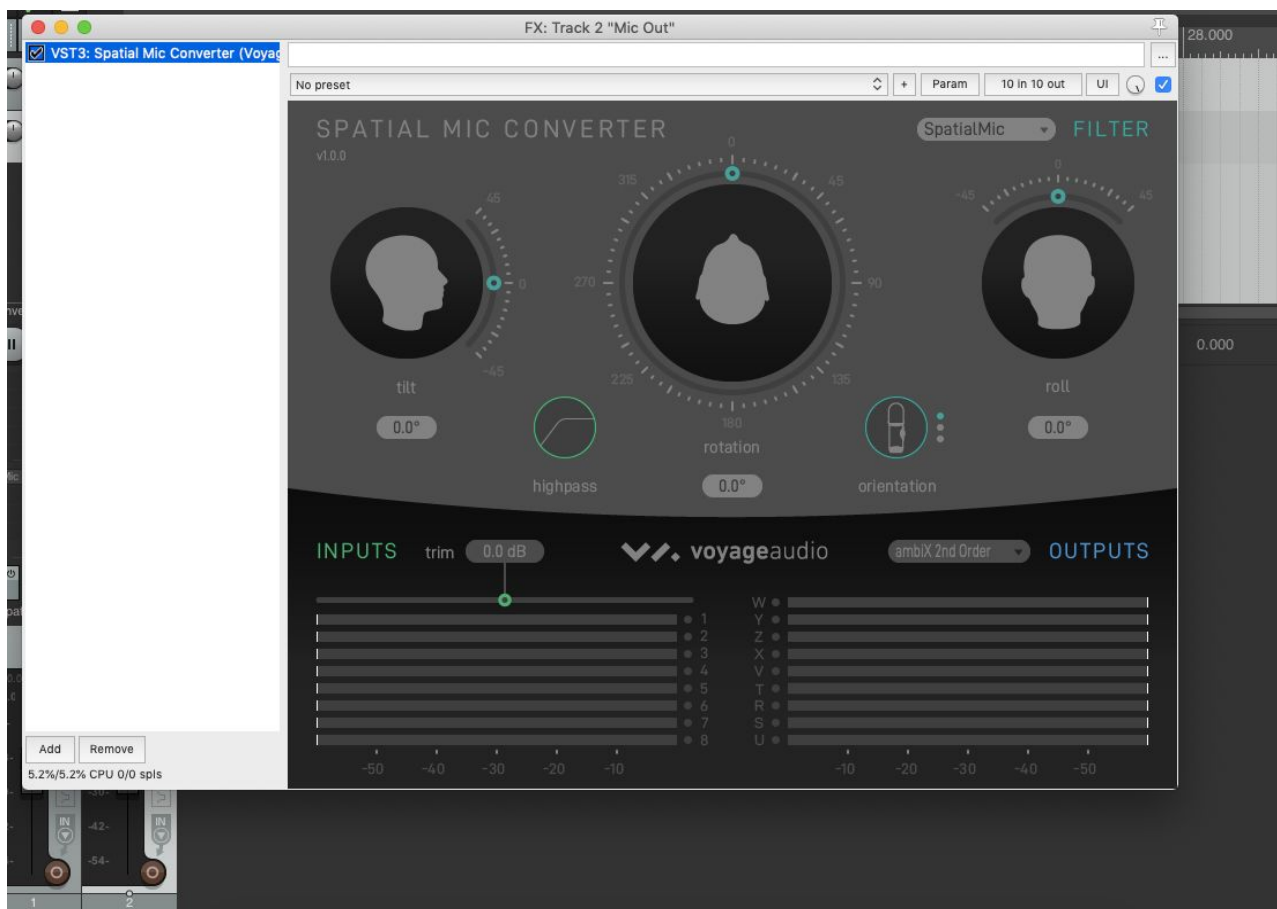 FX: Track 2 "Mic Out"
28.000
VST3: Spatial Mic Converter (Voyag
...
No preset
+
Param
10 in 10 out
UI
SPATIAL MIC CONVERTER
v1.0.0
SpatialMic
FILTER
45
0
-45
tilt
0.0°
0
45
90
135
180
225
270
315
rotation
0.0°
-45
0
45
roll
0.0°
highpass
orientation
0.000
INPUTS
trim
0.0 dB
voyageaudio
ambiX 2nd Order
OUTPUTS
1
2
3
4
5
6
7
8
W
Y
Z
X
V
T
R
S
U
-50 -40 -30 -20 -10
-10 -20 -30 -40 -50
Add
Remove
5.2%/5.2% CPU 0/0 spls
-30-
IN
-42-
IN
-54-
1
2